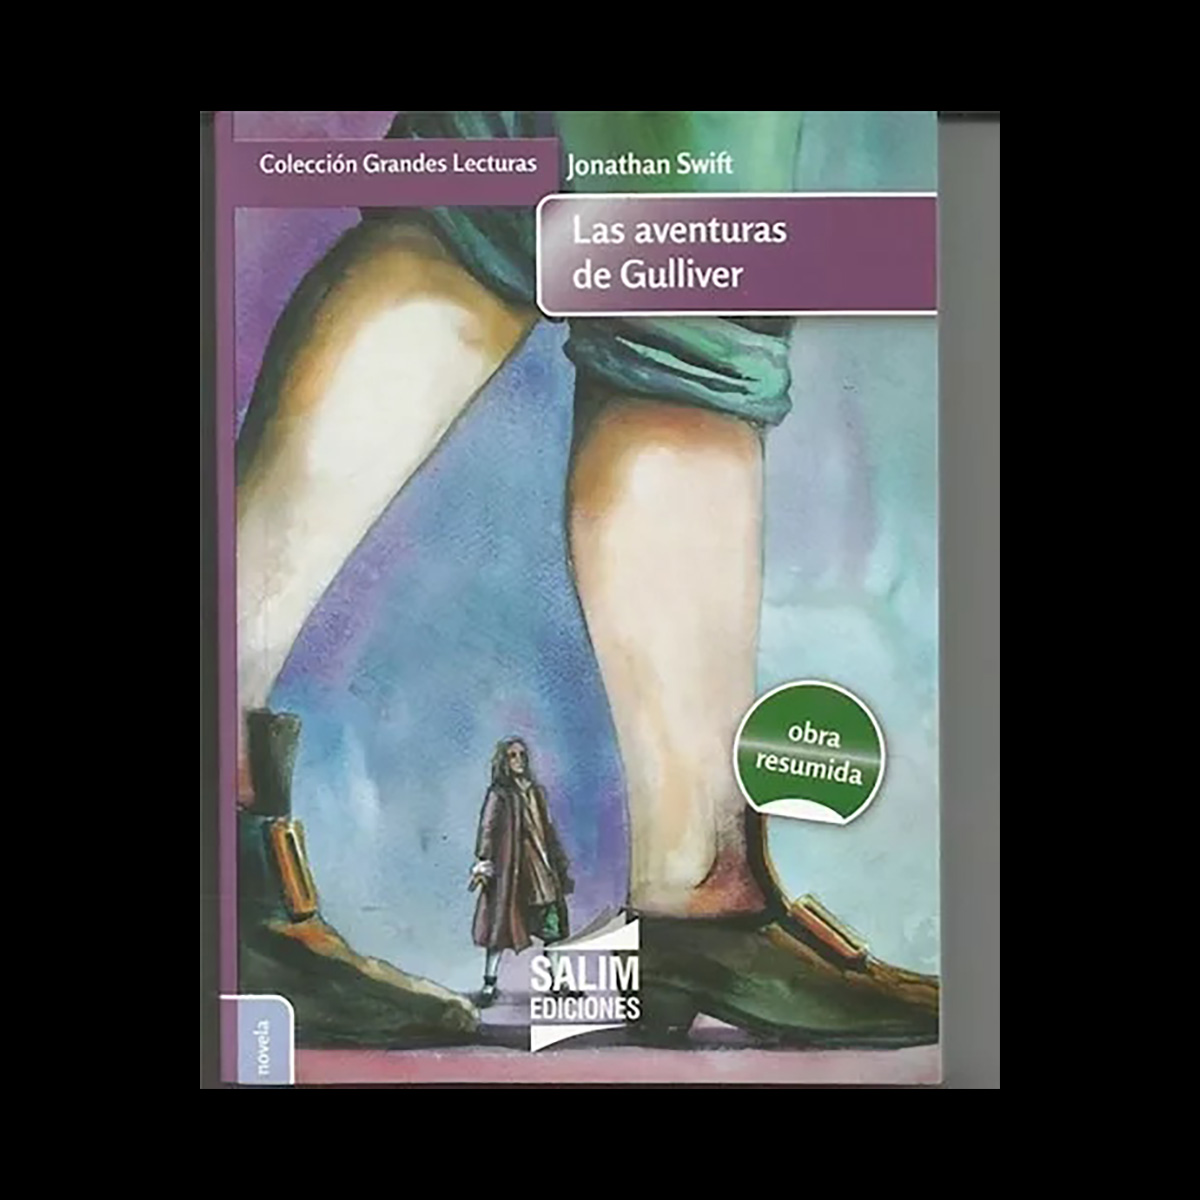 Colección Grandes Lecturas
Jonathan Swift
Las aventuras
de Gulliver
obra
resumida
SALIM
EDICIONES
novela